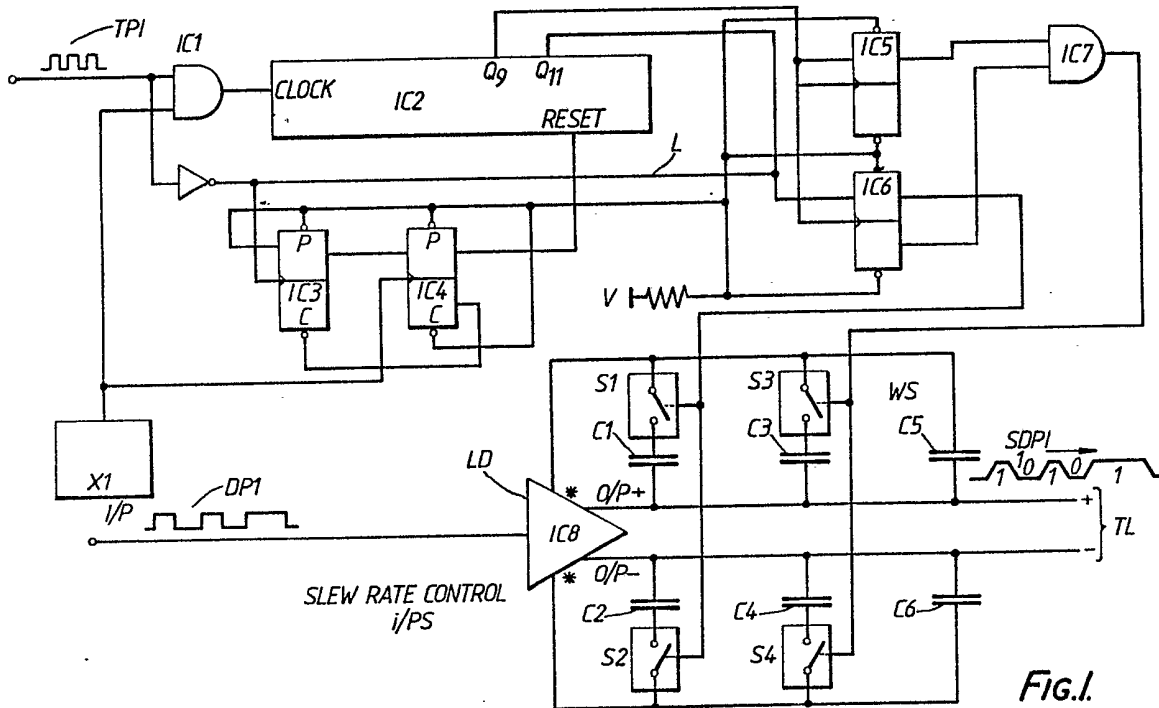 TPI
IC1
CLOCK
Q9
Q11
IC2
RESET
IC5
IC7
L
IC6
P
IC3
C
P
IC4
C
V
X1
I/P
DP1
LD
*
O/P+
IC8
*
O/P-
SLEW RATE CONTROL
i/PS
S1
C1
S3
C3
WS
C5
SDPI
1 0 1 0 1
+
-
TL
C2
C4
C6
S2
S4
FIG.1.